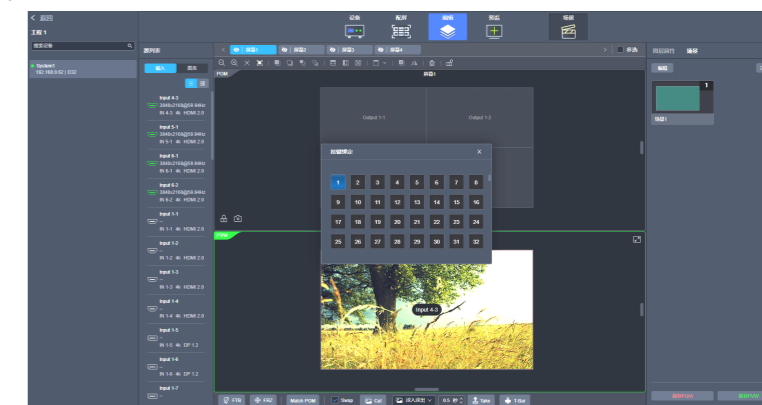 返回
设备
配屏
编辑
预监
场景
工程 1
搜索设备
System1
192.168.0.62 | E32
源列表
输入
图库
屏幕1
屏幕2
屏幕3
屏幕4
多选
图层属性
场景
编组
PGM
屏幕1
Input 4-3
3840x2160@59.94Hz
IN 4-3 4k HDMI 2.0
Input 5-1
3840x2160@59.94Hz
IN 5-1 4k HDMI 2.0
Input 6-1
3840x2160@59.94Hz
IN 6-1 4k HDMI 2.0
Input 6-2
3840x2160@59.94Hz
IN 6-2 4k HDMI 2.0
Input 1-1
--
IN 1-1 4k HDMI 2.0
Input 1-2
--
IN 1-2 4k HDMI 2.0
Input 1-3
--
IN 1-3 4k HDMI 2.0
Input 1-4
--
IN 1-4 4k HDMI 2.0
Input 1-5
--
IN 1-5 4k DP 1.2
Input 1-6
--
IN 1-6 4k DP 1.2
Input 1-7
--
Output 1-1
Output 1-2
按键绑定
X
1 2 3 4 5 6 7 8
9 10 11 12 13 14 15 16
17 18 19 20 21 22 23 24
25 26 27 28 29 30 31 32
PVW
Input 4-3
1
场景1
FTB
FRZ
Match PGM
Swap
Cut
淡入淡出
0.5 秒
Take
T-Bar